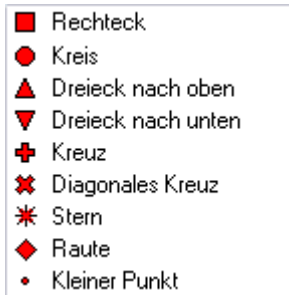 Rechteck
Kreis
Dreieck nach oben
Dreieck nach unten
Kreuz
Diagonales Kreuz
Stern
Raute
Kleiner Punkt